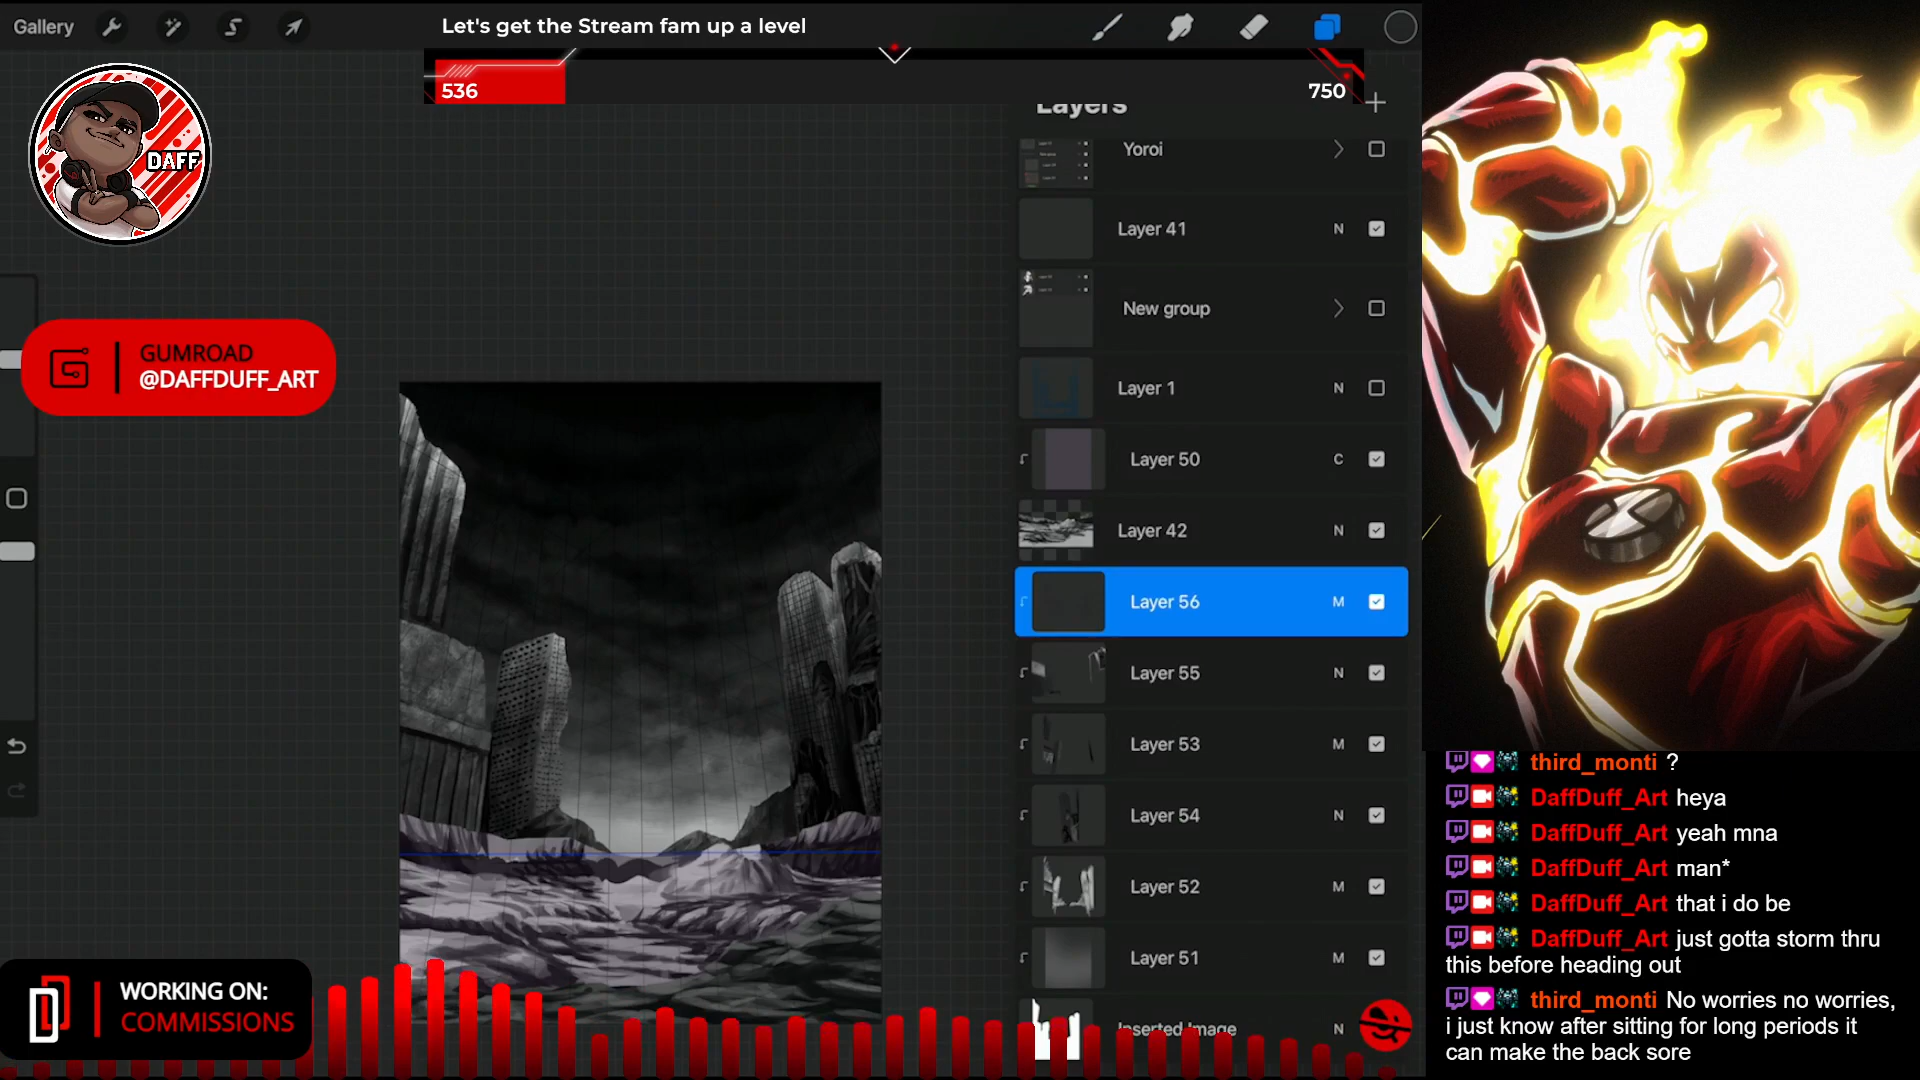 Gallery
Let's get the Stream fam up a level
536
750
Layers
DAFF
GUMROAD
@DAFFDUFF_ART
Yoroi
Layer 41 N
New group
Layer 1 N
Layer 50 C
Layer 42 N
Layer 56 M
Layer 55 N
Layer 53 M
Layer 54 N
Layer 52 M
Layer 51 M
Inserted Image N
WORKING ON:
COMMISSIONS
third_monti ?
DaffDuff_Art heya
DaffDuff_Art yeah mna
DaffDuff_Art man*
DaffDuff_Art that i do be
DaffDuff_Art just gotta storm thru
this before heading out
third_monti No worries no worries,
i just know after sitting for long periods it
can make the back sore